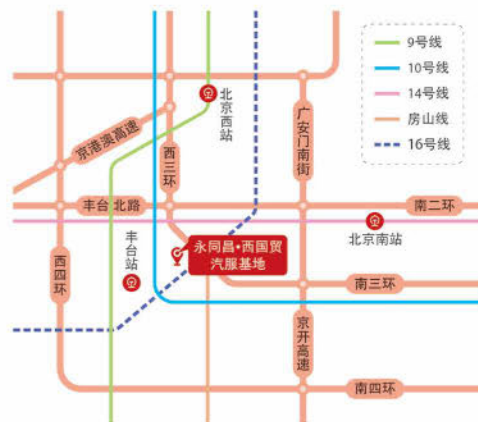 9号线
10号线
14号线
房山线
16号线
北京西站
京港澳高速
西三环
广安门南街
丰台北路
南二环
北京南站
永同昌·西国贸
汽服基地
丰台站
西四环
南三环
京开高速
南四环